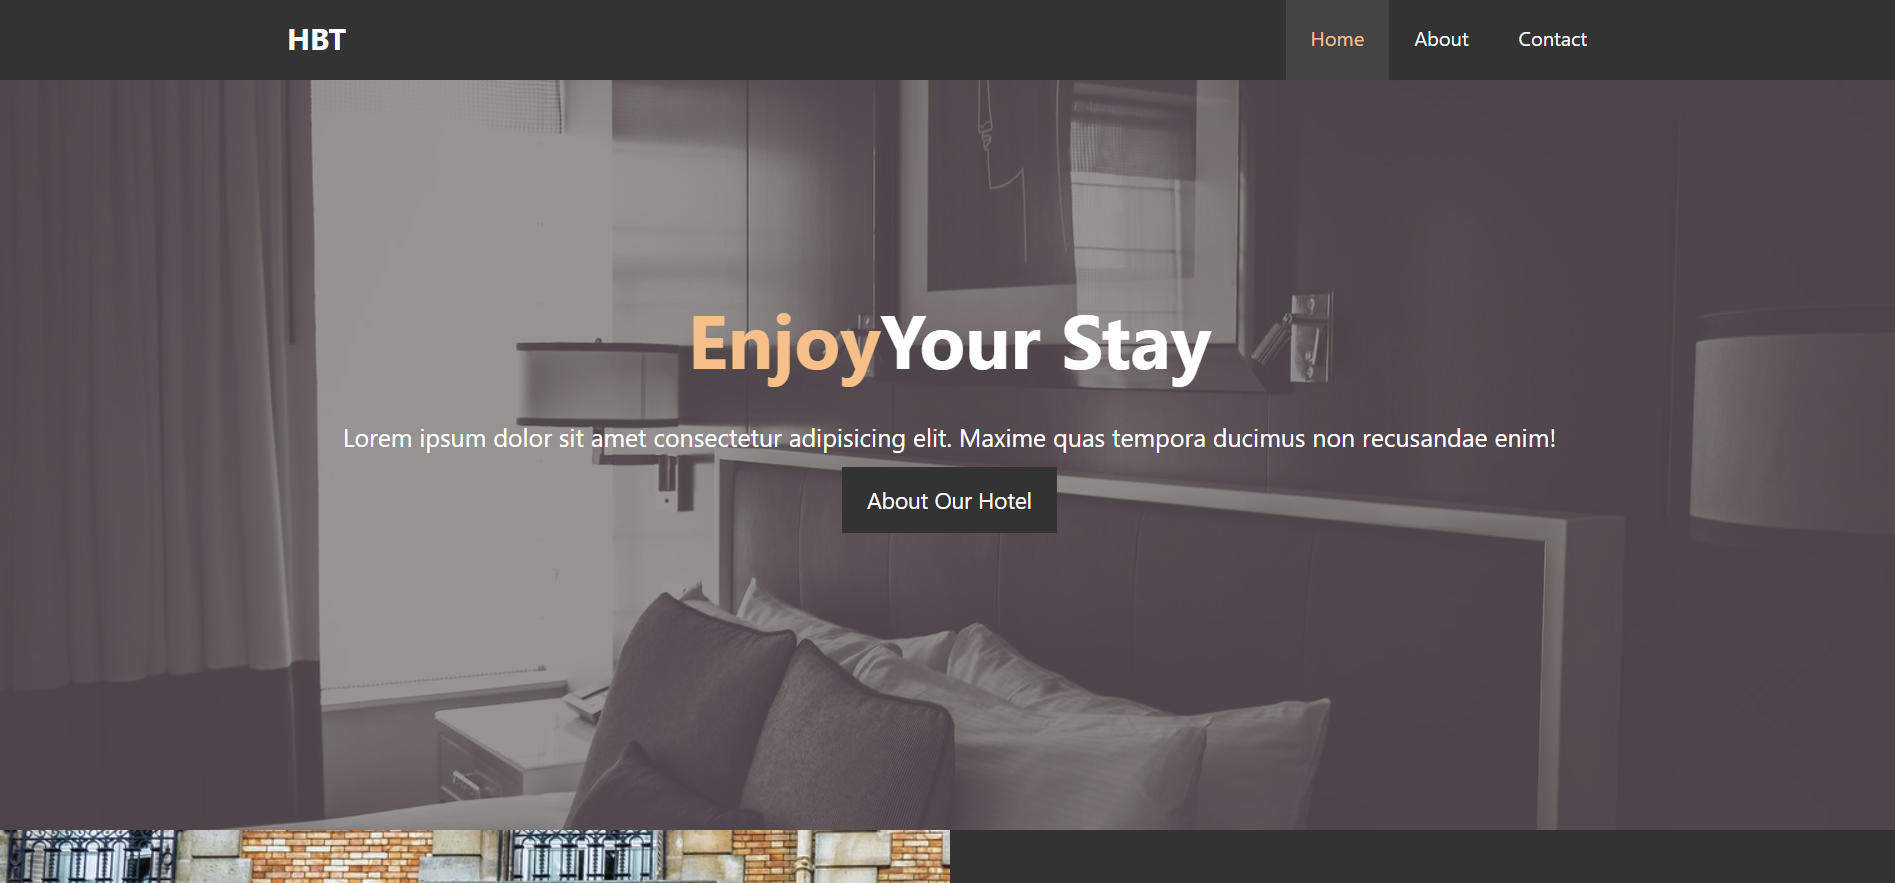 HBT
Home About Contact
EnjoyYour Stay
Lorem ipsum dolor sit amet consectetur adipisicing elit. Maxime quas tempora ducimus non recusandae enim!
About Our Hotel